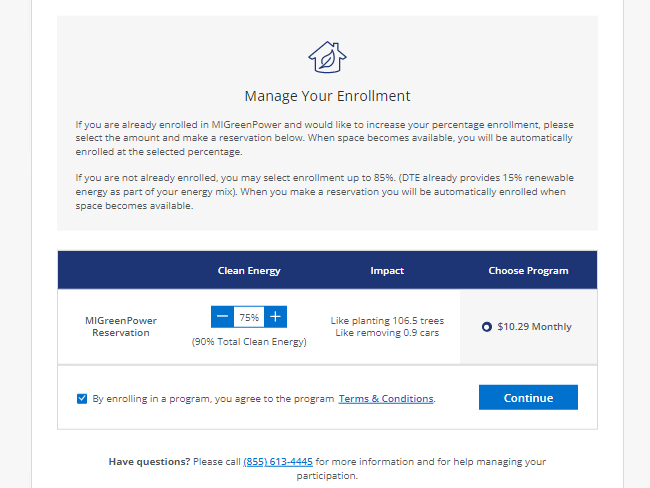 Manage Your Enrollment
If you are already enrolled in MIGreenPower and would like to increase your percentage enrollment, please
select the amount and make a reservation below. When space becomes available, you will be automatically
enrolled at the selected percentage.
If you are not already enrolled, you may select enrollment up to 85%. (DTE already provides 15% renewable
energy as part of your energy mix). When you make a reservation you will be automatically enrolled when
space becomes available.
Clean Energy Impact Choose Program
MIGreenPower
Reservation
− 75% +
(90% Total Clean Energy)
Like planting 106.5 trees
Like removing 0.9 cars
$10.29 Monthly
By enrolling in a program, you agree to the program Terms & Conditions.
Continue
Have questions? Please call (855) 613-4445 for more information and for help managing your
participation.